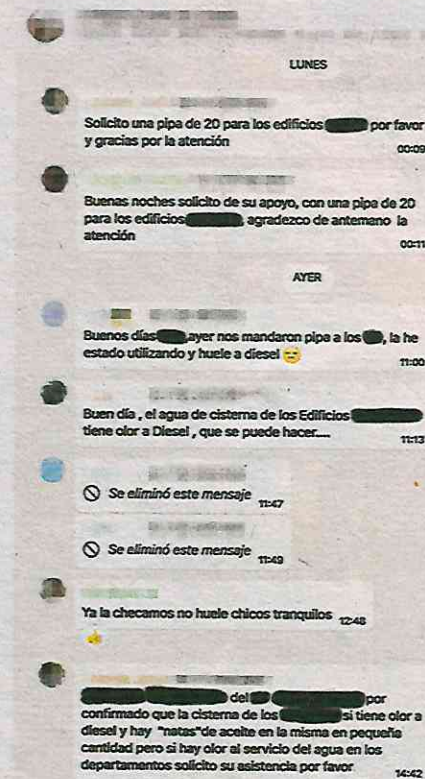 LUNES
Solicito una pipa de 20 para los edificios por favor
y gracias por la atención
00:09
Buenas noches solicito de su apoyo, con una pipa de 20
para los edificios agradezco de antemano la
atención
00:11
AYER
Buenos días ,ayer nos mandaron pipa a los , la he
estado utilizando y huele a diesel 😑
11:00
Buen día , el agua de cisterna de los Edificios
tiene olor a Diesel , que se puede hacer....
11:13
Se eliminó este mensaje 11:47
Se eliminó este mensaje 11:49
Ya la checamos no huele chicos tranquilos 12:48
👍
del por
confirmado que la cisterna de los si tiene olor a
diesel y hay "natas"de aceite en la misma en pequeña
cantidad pero si hay olor al servicio del agua en los
departamentos solicito su asistencia por favor
14:42